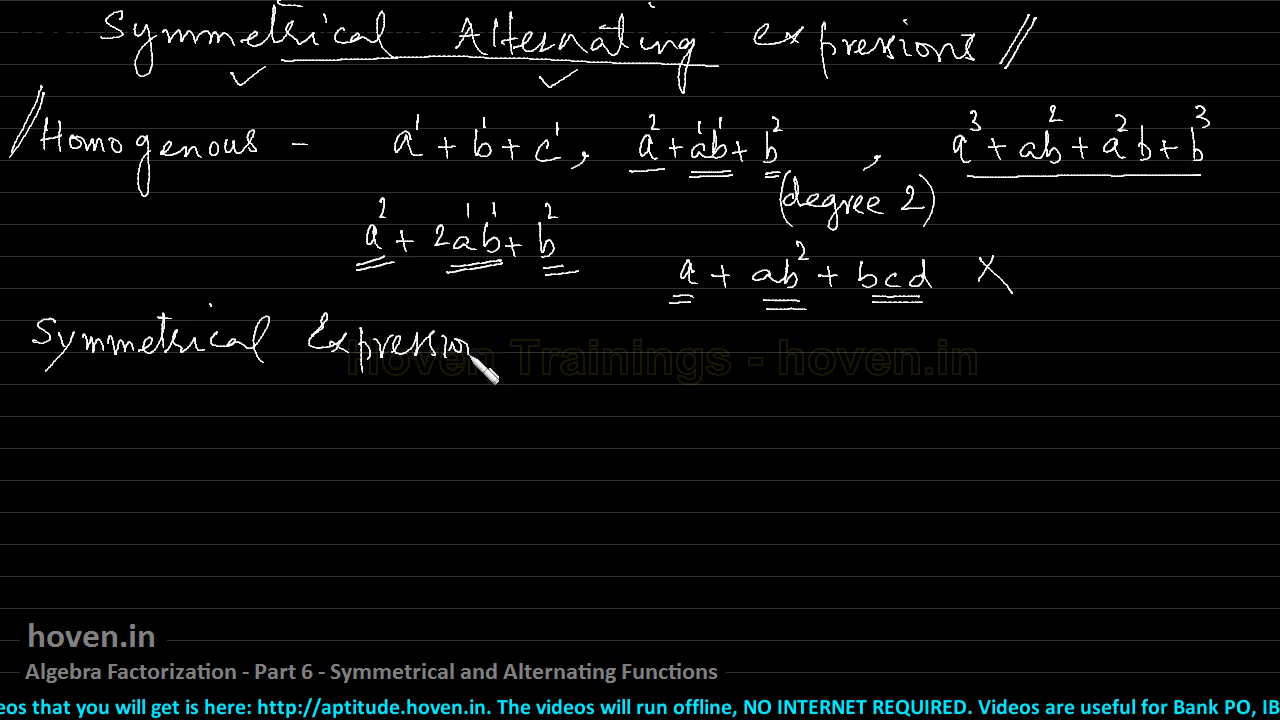 Symmetrical Alternating expressions //
// Homogenous - a¹ + b¹ + c¹, a² + a¹b¹ + b², a³ + ab² + a²b + b³
(degree 2)
a² + 2a¹b¹ + b²
a + ab² + bcd X
Symmetrical Expression
Hoven Trainings - hoven.in
hoven.in
Algebra Factorization - Part 6 - Symmetrical and Alternating Functions
eos that you will get is here: http://aptitude.hoven.in. The videos will run offline, NO INTERNET REQUIRED. Videos are useful for Bank PO, IB